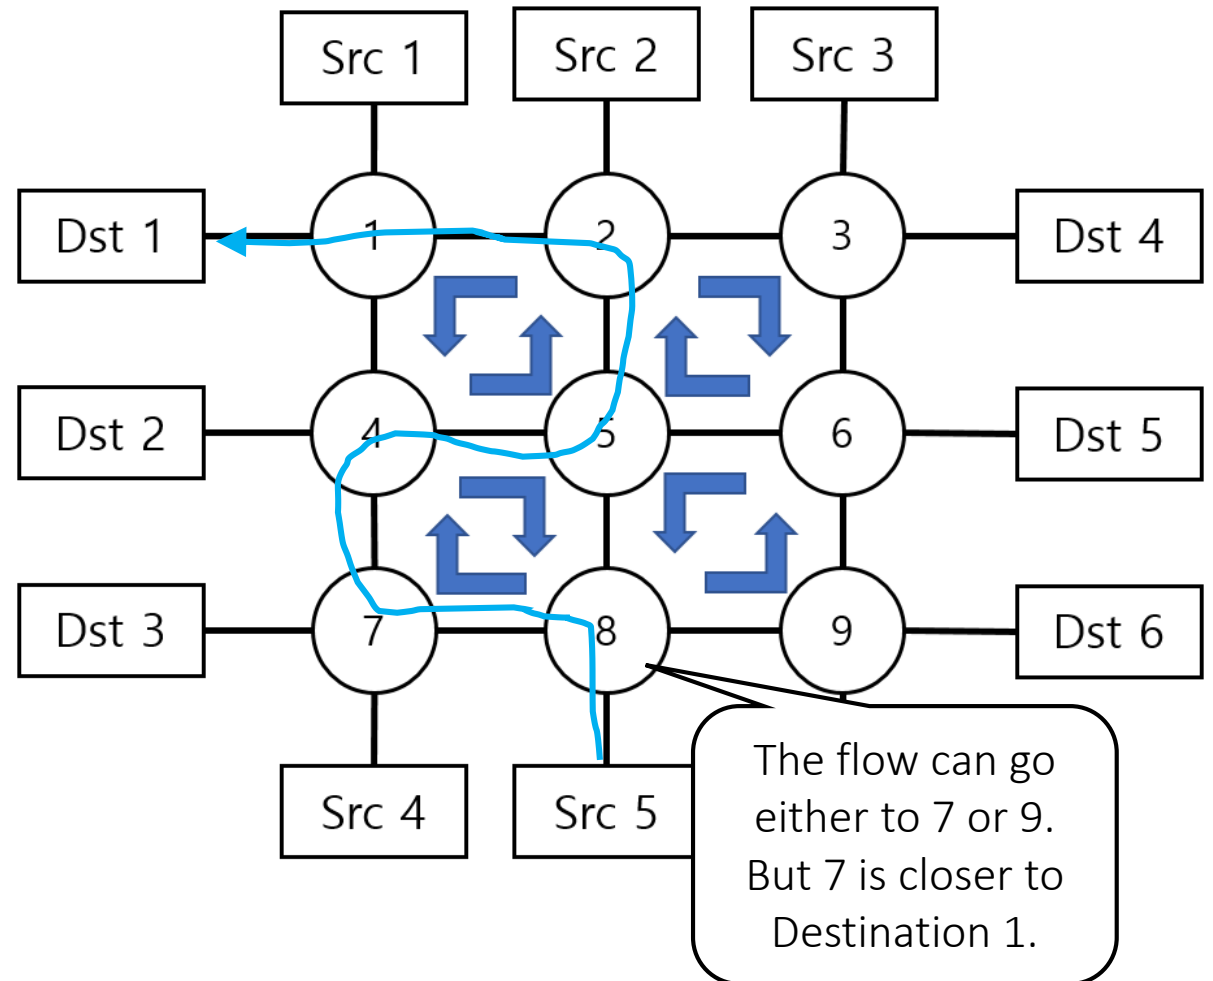 Src 1
Src 2
Src 3
Dst 1
1
2
3
Dst 4
Dst 2
4
5
6
Dst 5
Dst 3
7
8
9
Dst 6
Src 4
Src 5
The flow can go
either to 7 or 9.
But 7 is closer to
Destination 1.